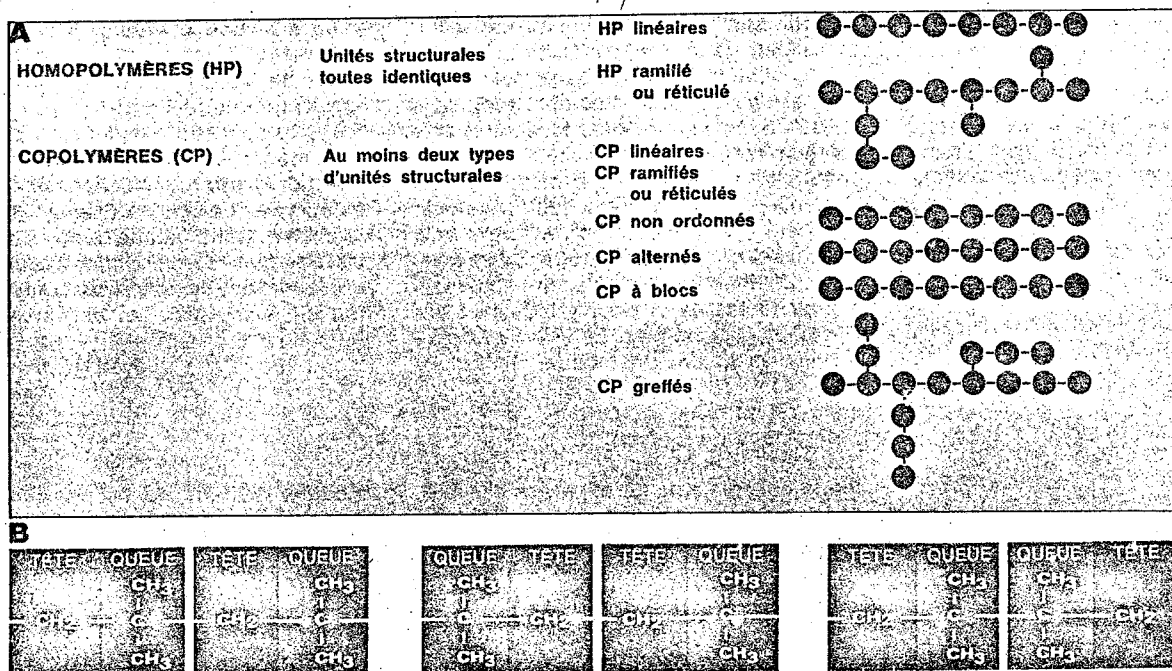 A
HP linéaires
HOMOPOLYMÈRES (HP)
Unités structurales
toutes identiques
HP ramifié
ou réticulé
COPOLYMÈRES (CP)
Au moins deux types
d'unités structurales
CP linéaires
CP ramifiés
ou réticulés
CP non ordonnés
CP alternés
CP à blocs
CP greffés
B
TÊTE QUEUE TÊTE QUEUE QUEUE TÊTE TÊTE QUEUE TÊTE QUEUE QUEUE TÊTE
CH3 CH3 CH3 CH3 CH3 CH3
CH2 C CH2 C C CH2 CH2 C CH2 C C CH2
CH3 CH3 CH3 CH3 CH3 CH3